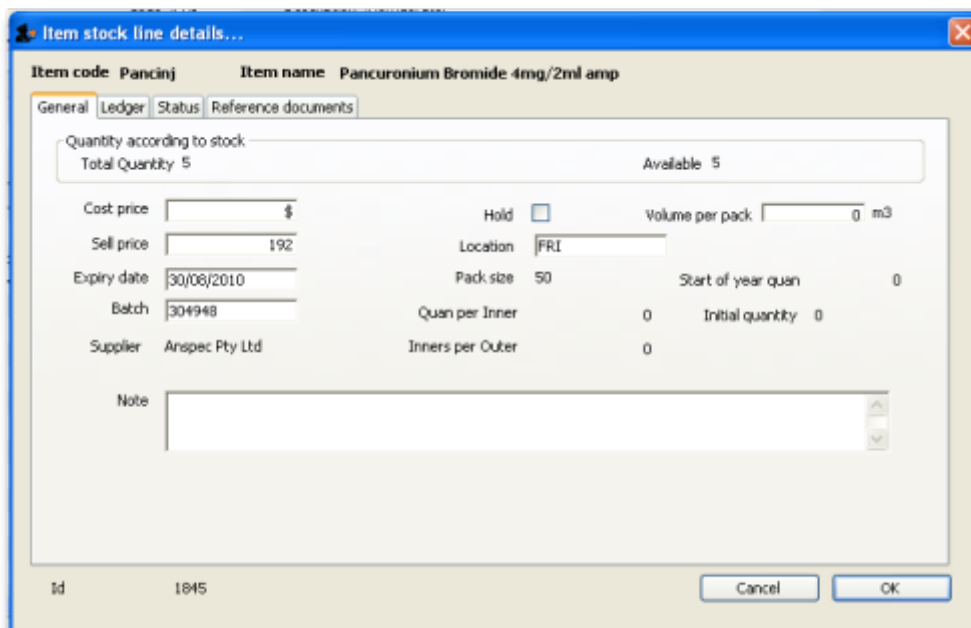 Item stock line details...
Item code Pancinj Item name Pancuronium Bromide 4mg/2ml amp
General Ledger Status Reference documents
Quantity according to stock
Total Quantity 5 Available 5
Cost price $ Hold Volume per pack 0 m3
Sell price 192 Location FRI
Expiry date 30/08/2010 Pack size 50 Start of year quan 0
Batch 304948 Quan per Inner 0 Initial quantity 0
Supplier Anspec Pty Ltd Inners per Outer 0
Note
Id 1845 Cancel OK